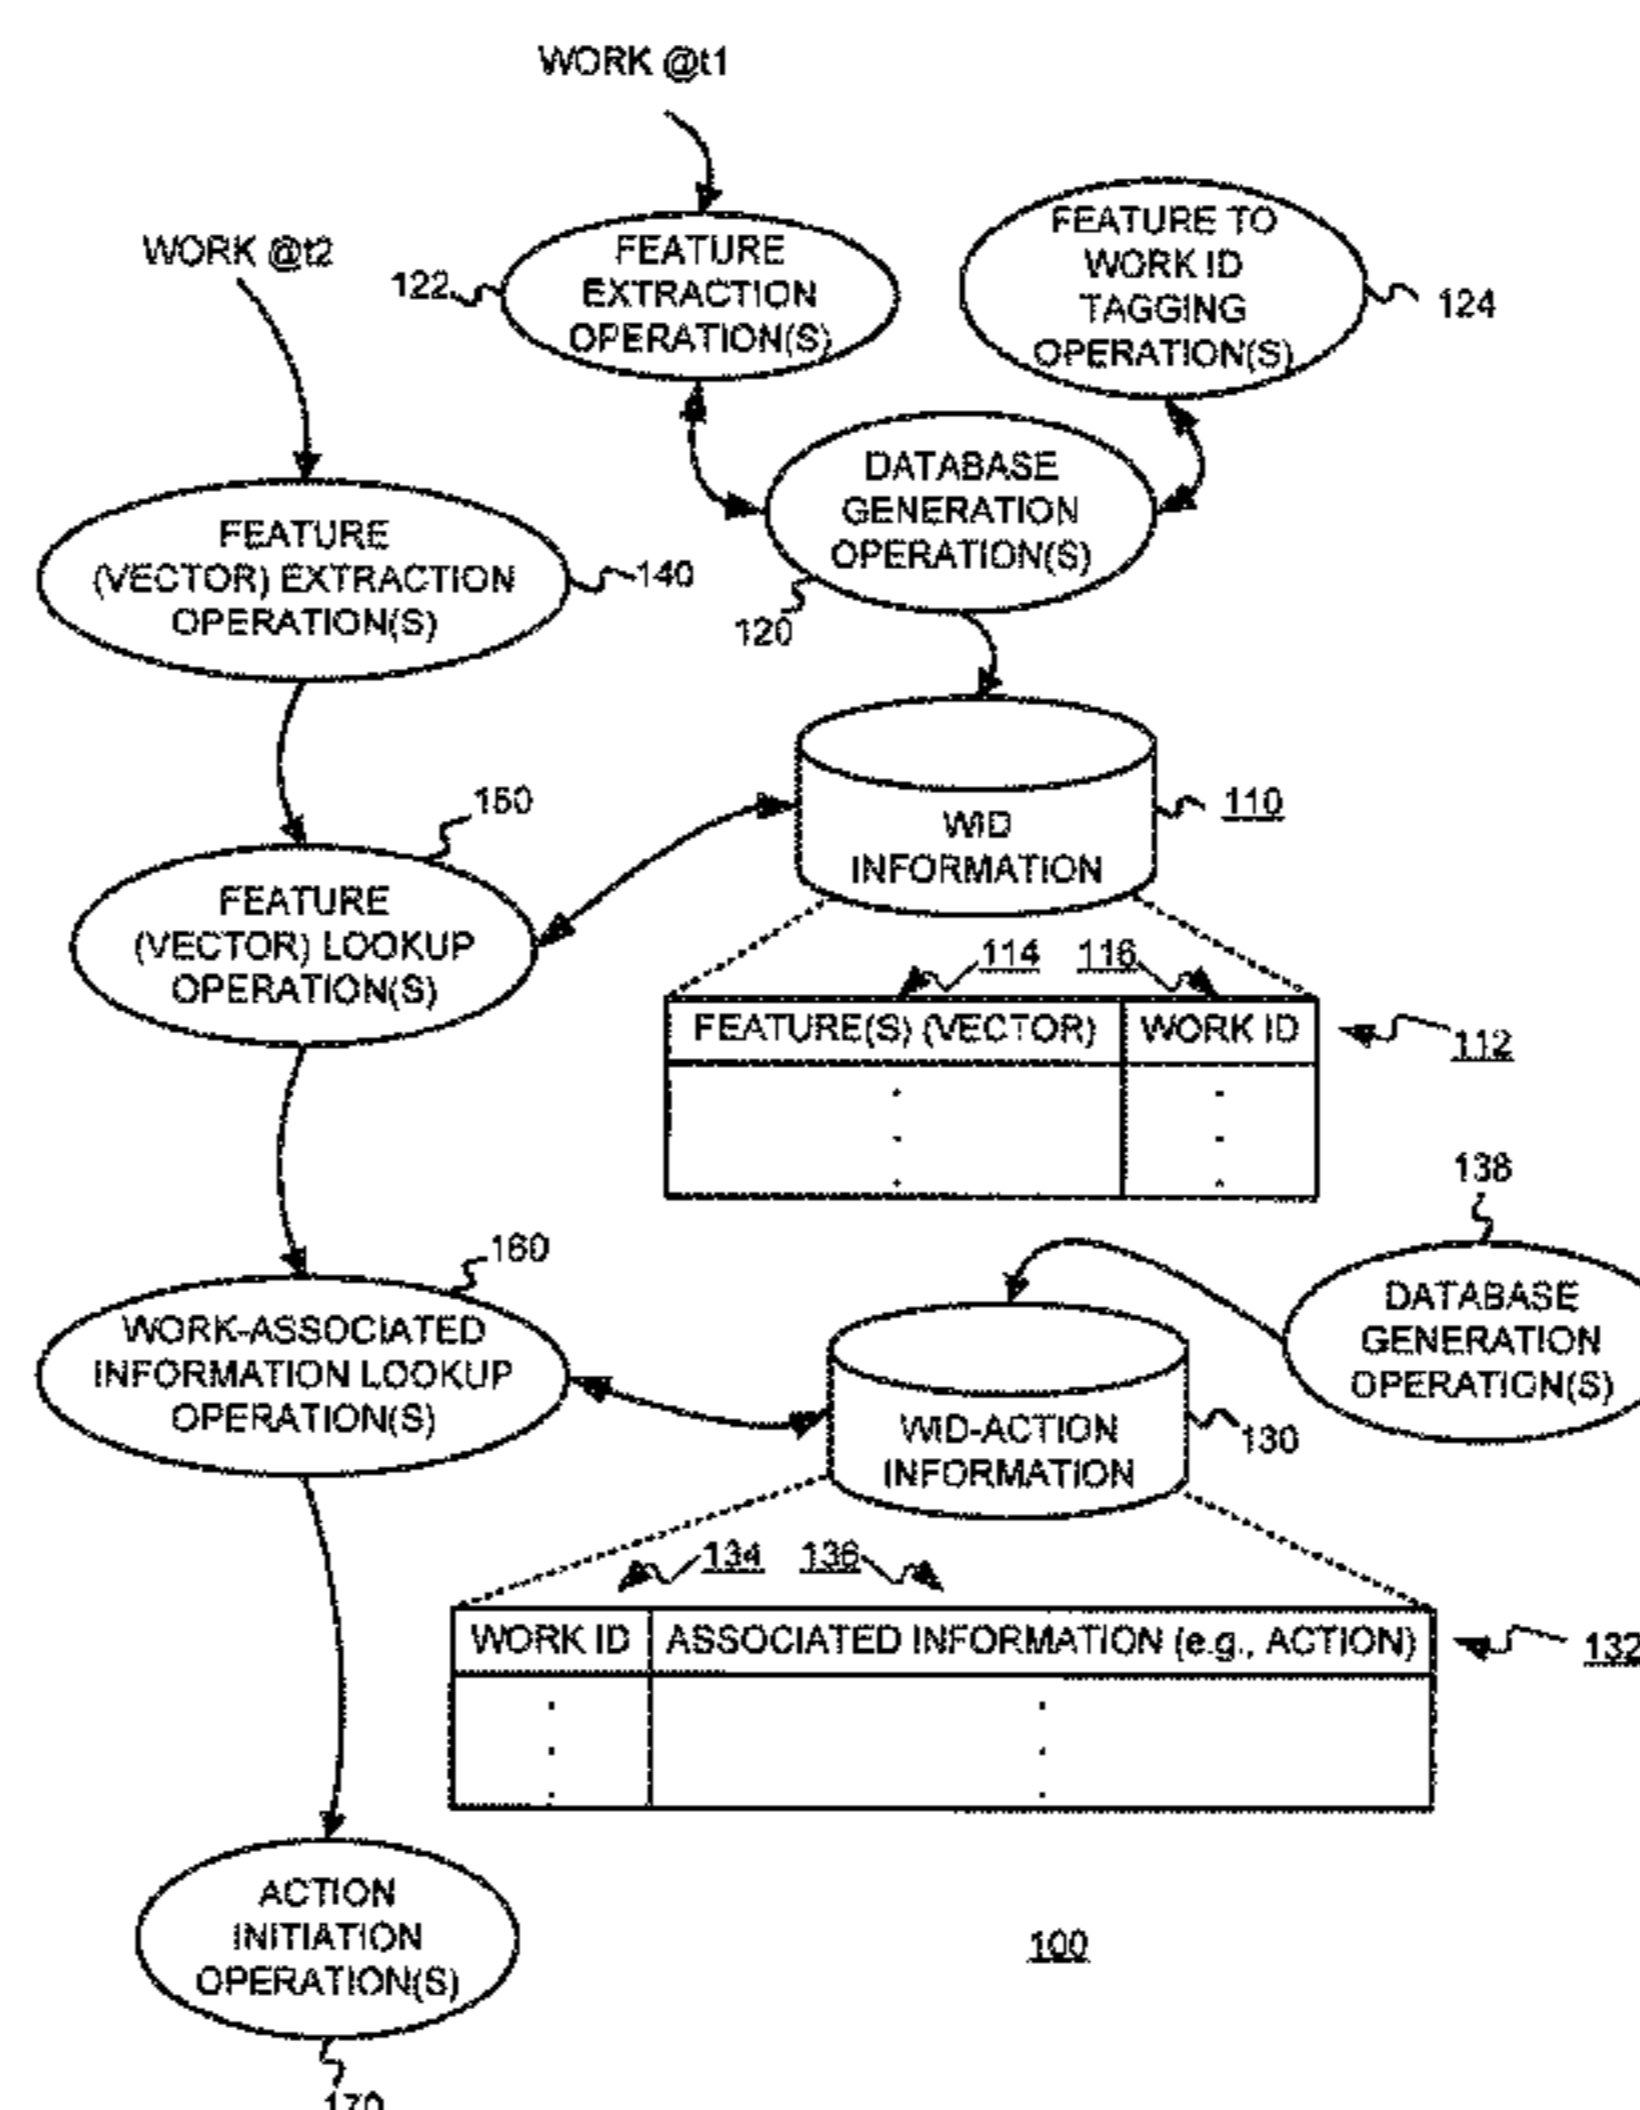 WORK @t1
WORK @t2
122
FEATURE
EXTRACTION
OPERATION(S)
FEATURE TO
WORK ID
TAGGING
OPERATION(S)
124
DATABASE
GENERATION
OPERATION(S)
120
FEATURE
(VECTOR) EXTRACTION
OPERATION(S)
140
WID
INFORMATION
110
150
FEATURE
(VECTOR) LOOKUP
OPERATION(S)
114 116
FEATURE(S) (VECTOR) WORK ID
112
138
DATABASE
GENERATION
OPERATION(S)
160
WORK-ASSOCIATED
INFORMATION LOOKUP
OPERATION(S)
WID-ACTION
INFORMATION
130
134 136
WORK ID ASSOCIATED INFORMATION (e.g., ACTION)
132
ACTION
INITIATION
OPERATION(S)
100
170